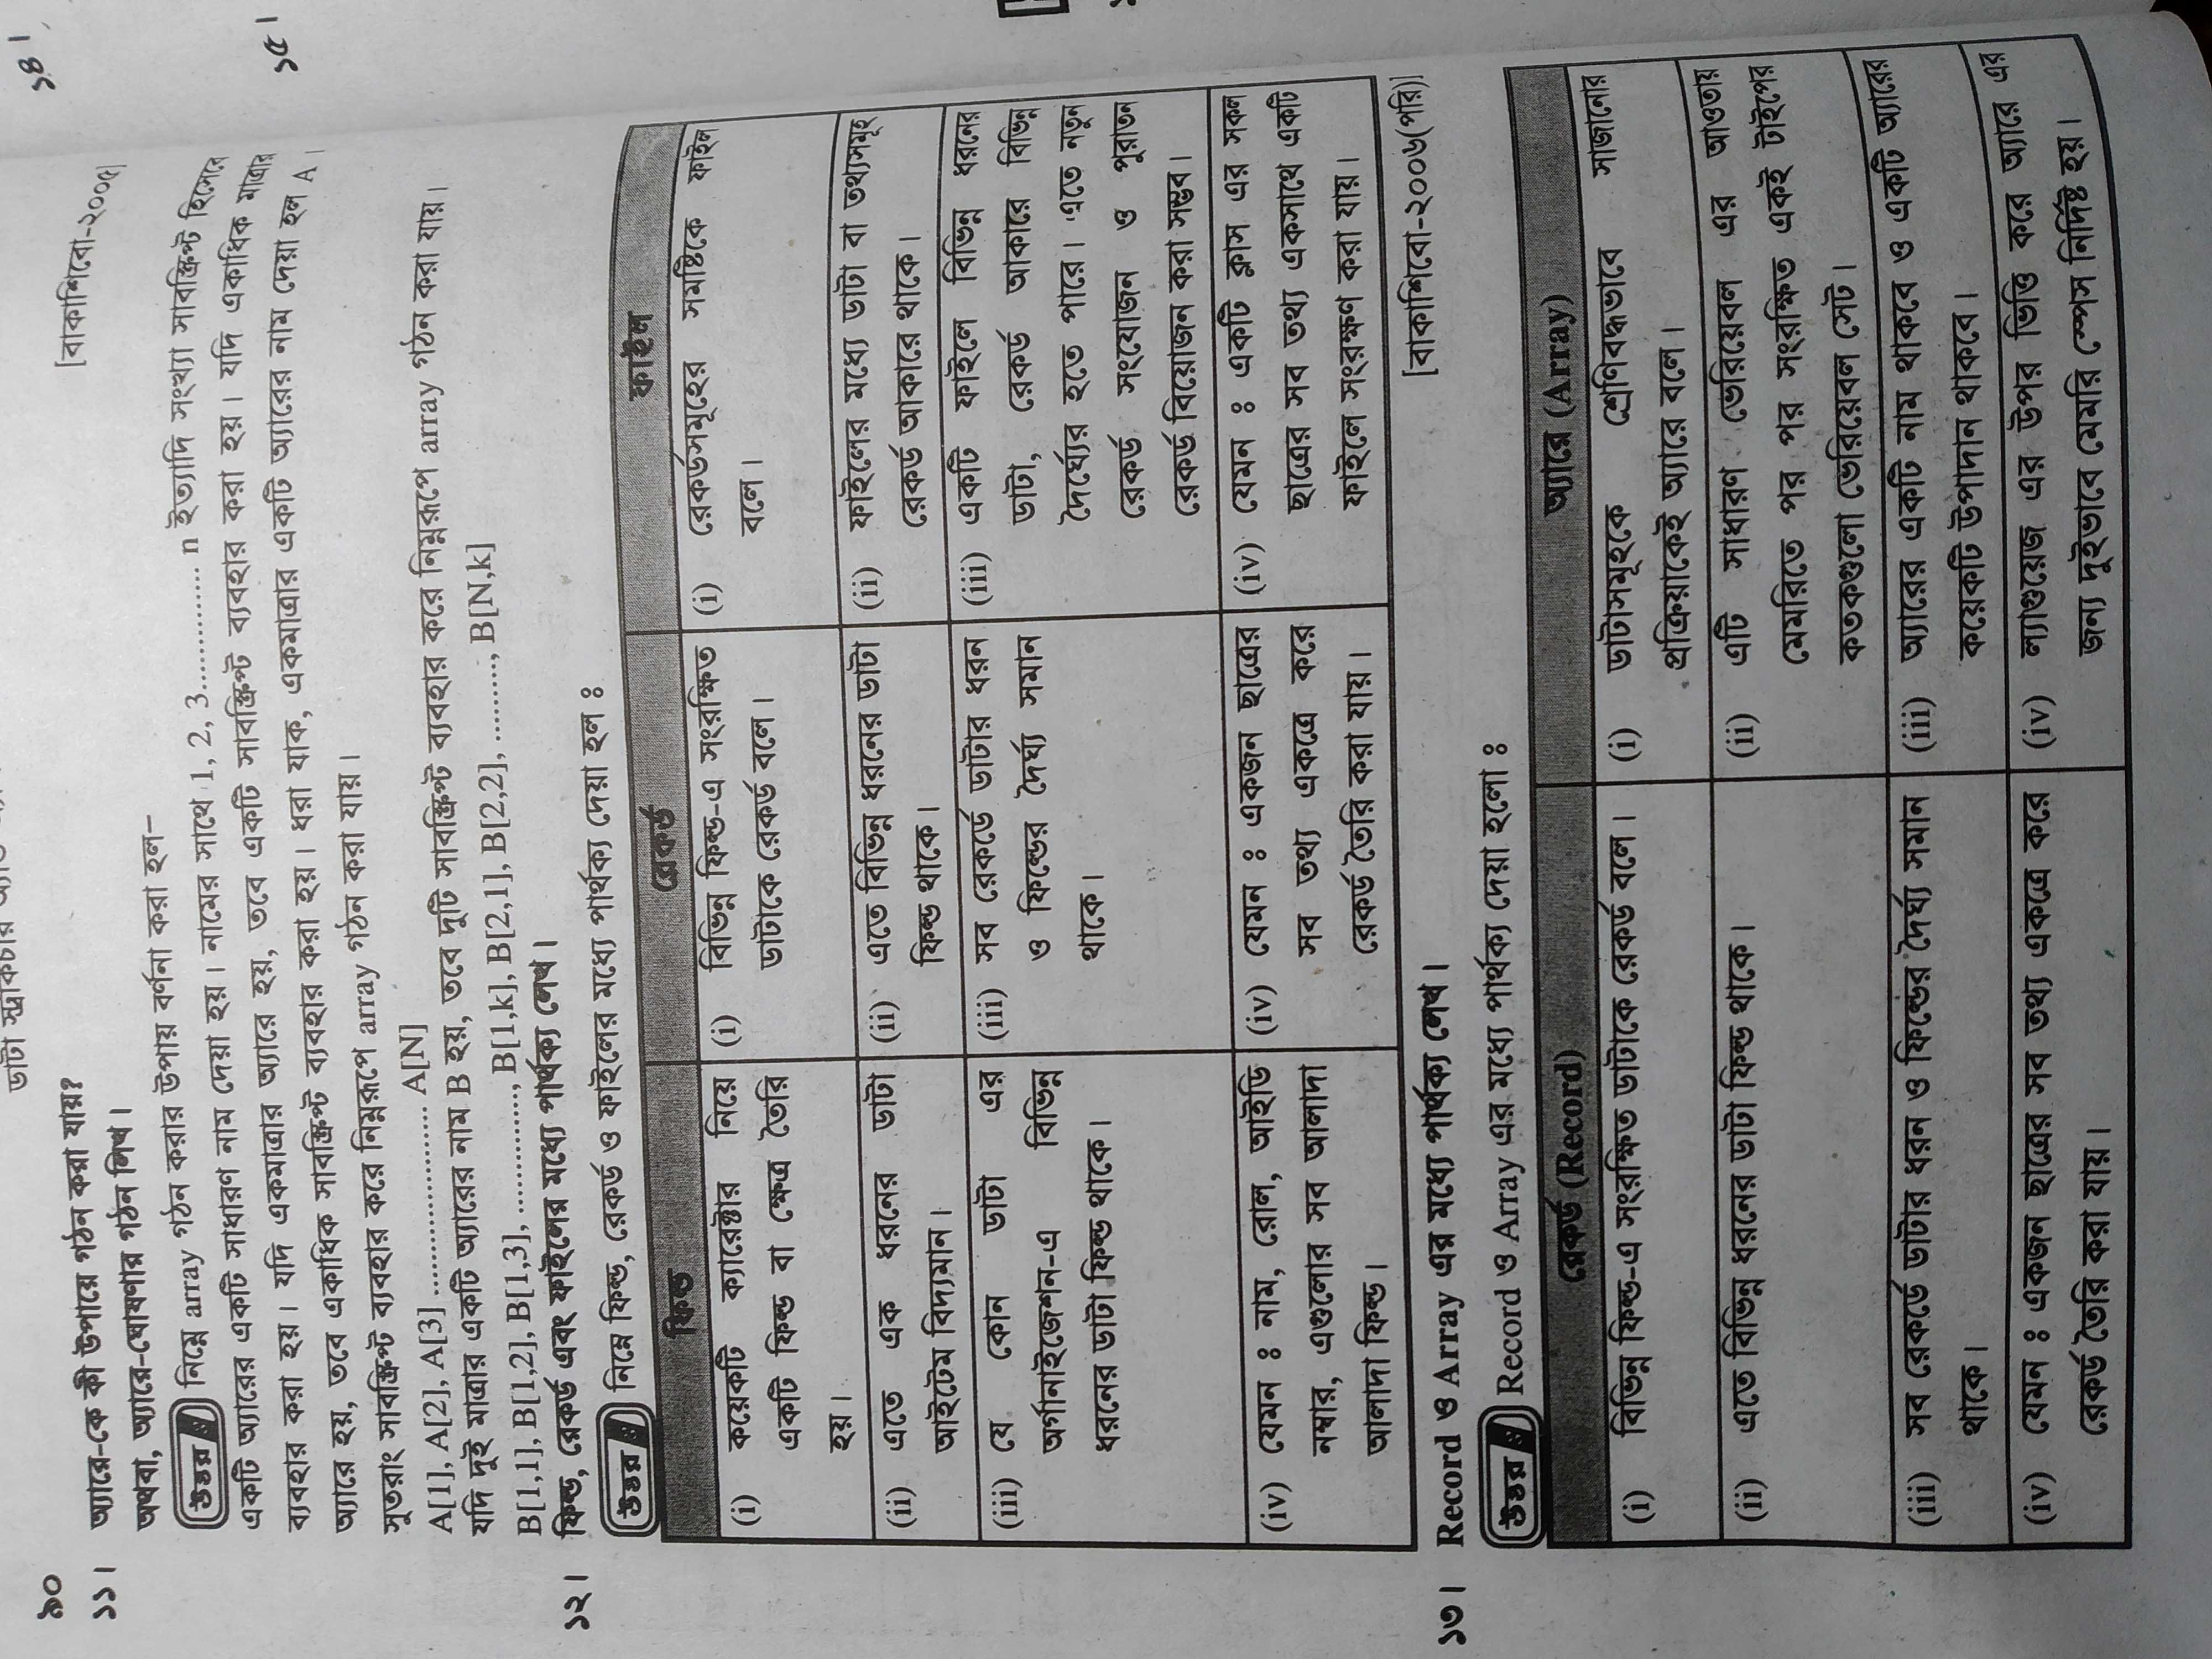 ৯০
ডাটা স্ট্রাকচার
১১। অ্যারে-কে কী উপায়ে গঠন করা যায়?
অথবা, অ্যারে-ঘোষণার গঠন লিখ। [বাকাশিবো-২০০৫]
উত্তর নিম্নে array গঠন করার উপায় বর্ণনা করা হল–
একটি অ্যারের একটি সাধারণ নাম দেয়া হয়। নামের সাথে 1, 2, 3............. n ইত্যাদি সংখ্যা সাবস্ক্রিপ্ট হিসেবে
ব্যবহার করা হয়। যদি একমাত্রার অ্যারে হয়, তবে একটি সাবস্ক্রিপ্ট ব্যবহার করা হয়। যদি একাধিক মাত্রার
অ্যারে হয়, তবে একাধিক সাবস্ক্রিপ্ট ব্যবহার করা হয়। ধরা যাক, একমাত্রার একটি অ্যারের নাম দেয়া হল A।
সুতরাং সাবস্ক্রিপ্ট ব্যবহার করে নিম্নরূপে array গঠন করা যায়।
A[1], A[2], A[3] ........................ A[N]
যদি দুই মাত্রার একটি অ্যারের নাম B হয়, তবে দুটি সাবস্ক্রিপ্ট ব্যবহার করে নিম্নরূপে array গঠন করা যায়।
B[1,1], B[1,2], B[1,3], ..............., B[1,k], B[2,1], B[2,2], .........., B[N,k]
১২। ফিল্ড, রেকর্ড এবং ফাইলের মধ্যে পার্থক্য লেখ।
উত্তর নিম্নে ফিল্ড, রেকর্ড ও ফাইলের মধ্যে পার্থক্য দেয়া হল ঃ
ফিল্ড
(i) কয়েকটি ক্যারেক্টার নিয়ে
একটি ফিল্ড বা ক্ষেত্র তৈরি
হয়।
(ii) এতে এক ধরনের ডাটা
আইটেম বিদ্যমান।
(iii) যে কোন ডাটা এর
অর্গানাইজেশন-এ বিভিন্ন
ধরনের ডাটা ফিল্ড থাকে।
(iv) যেমন ঃ নাম, রোল, আইডি
নম্বার, এগুলোর সব আলাদা
আলাদা ফিল্ড।
রেকর্ড
(i) বিভিন্ন ফিল্ড-এ সংরক্ষিত
ডাটাকে রেকর্ড বলে।
(ii) এতে বিভিন্ন ধরনের ডাটা
ফিল্ড থাকে।
(iii) সব রেকর্ডে ডাটার ধরন
ও ফিল্ডের দৈর্ঘ্য সমান
থাকে।
(iv) যেমন ঃ একজন ছাত্রের
সব তথ্য একত্রে করে
রেকর্ড তৈরি করা যায়।
ফাইল
(i) রেকর্ডসমূহের সমষ্টিকে ফাইল
বলে।
(ii) ফাইলের মধ্যে ডাটা বা তথ্যসমূহ
রেকর্ড আকারে থাকে।
(iii) একটি ফাইলে বিভিন্ন ধরনের
ডাটা, রেকর্ড আকারে বিভিন্ন
দৈর্ঘ্যের হতে পারে। এতে নতুন
রেকর্ড সংযোজন ও পুরাতন
রেকর্ড বিয়োজন করা সম্ভব।
(iv) যেমন ঃ একটি ক্লাস এর সকল
ছাত্রের সব তথ্য একসাথে একটি
ফাইলে সংরক্ষণ করা যায়।
১৩। Record ও Array এর মধ্যে পার্থক্য লেখ। [বাকাশিবো-২০০৬(পরি)]
উত্তর Record ও Array এর মধ্যে পার্থক্য দেয়া হলো ঃ
রেকর্ড (Record)
(i) বিভিন্ন ফিল্ড-এ সংরক্ষিত ডাটাকে রেকর্ড বলে।
(ii) এতে বিভিন্ন ধরনের ডাটা ফিল্ড থাকে।
(iii) সব রেকর্ডে ডাটার ধরন ও ফিল্ডের দৈর্ঘ্য সমান
থাকে।
(iv) যেমন ঃ একজন ছাত্রের সব তথ্য একত্রে করে
রেকর্ড তৈরি করা যায়।
অ্যারে (Array)
(i) ডাটাসমূহকে শ্রেণিবদ্ধভাবে সাজানোর
প্রক্রিয়াকেই অ্যারে বলে।
(ii) এটি সাধারণ ভেরিয়েবল এর আওতায়
মেমরিতে পর পর সংরক্ষিত একই টাইপের
কতকগুলো ভেরিয়েবল সেট।
(iii) অ্যারের একটি নাম থাকবে ও একটি অ্যারের
কয়েকটি উপাদান থাকবে।
(iv) ল্যাঙ্গুয়েজ এর উপর ভিত্তি করে অ্যারে এর
জন্য দুইভাবে মেমরি স্পেস নির্দিষ্ট হয়।
১৪।
১৫।